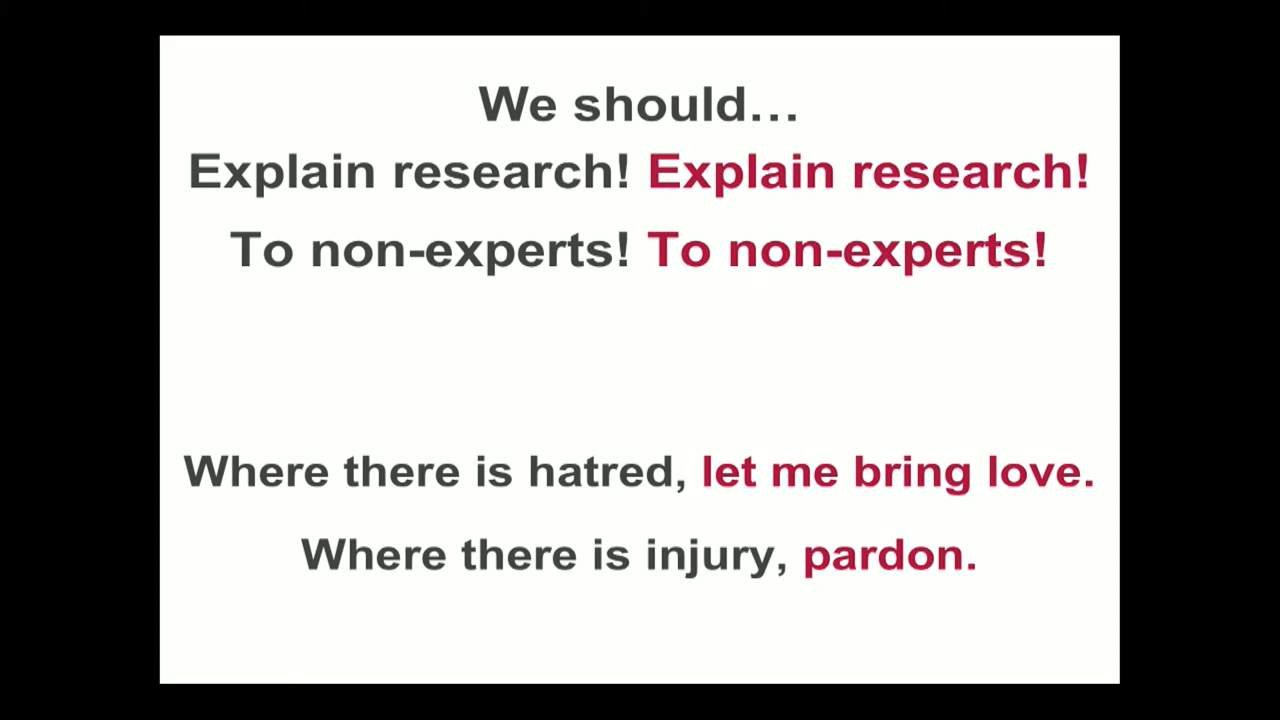 We should…
Explain research! Explain research!
To non-experts! To non-experts!
Where there is hatred, let me bring love.
Where there is injury, pardon.